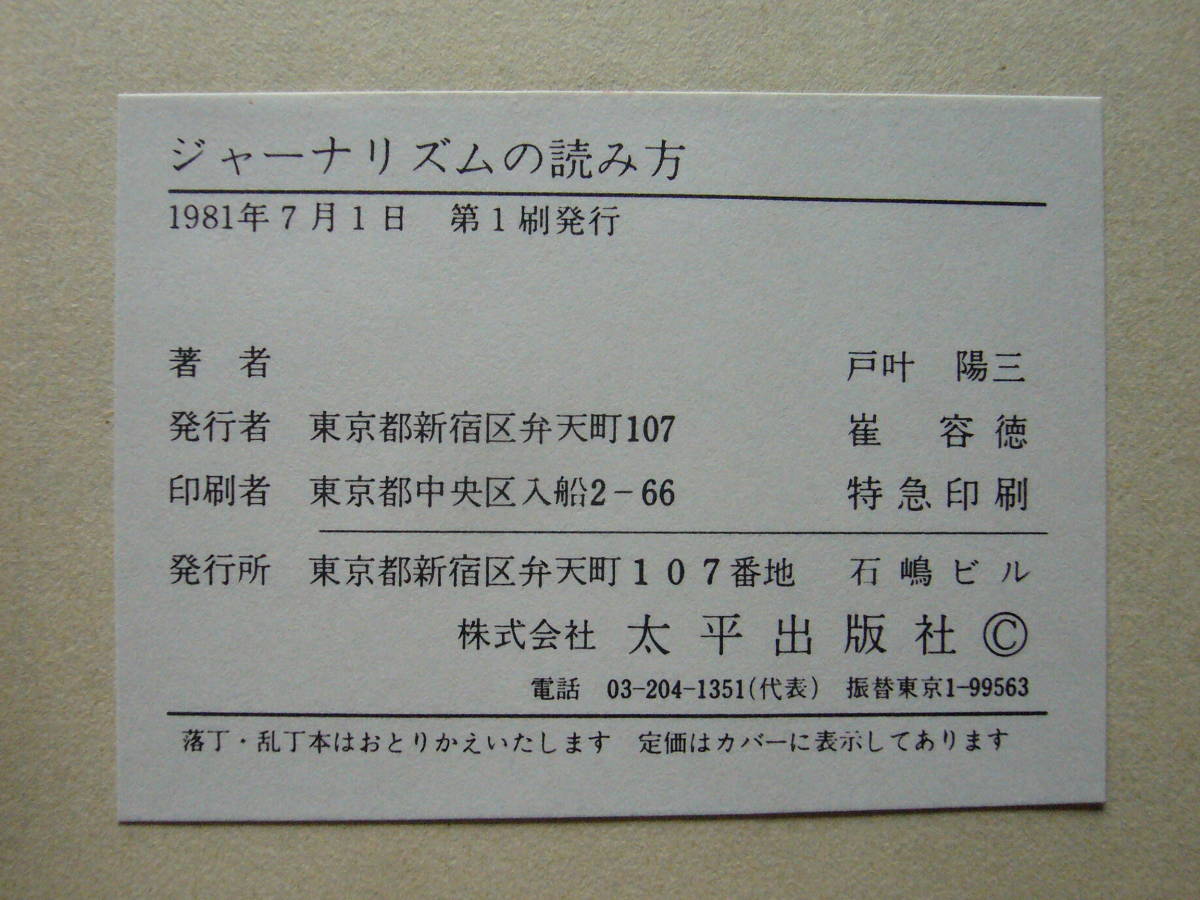 ジャーナリズムの読み方
1981年7月1日　第1刷発行
著　者　戸叶　陽三
発行者　東京都新宿区弁天町107　崔　容徳
印刷者　東京都中央区入船2-66　特急印刷
発行所　東京都新宿区弁天町107番地　石嶋ビル
株式会社　太平出版社 ©
電話　03-204-1351(代表)　振替東京1-99563
落丁・乱丁本はおとりかえいたします　定価はカバーに表示してあります